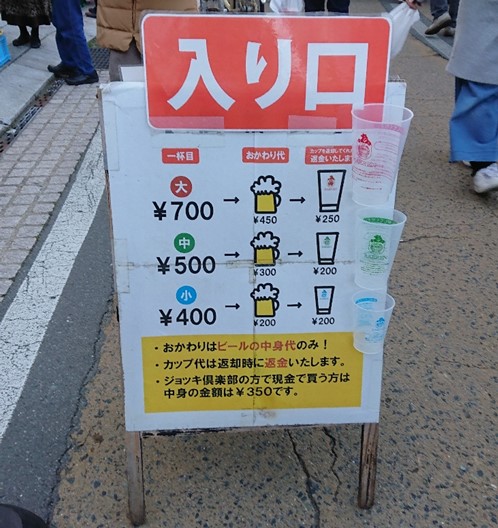 入り口
一杯目 おかわり代 カップを返却してくれたら
返金いたします
大 ¥700 → ¥450 → ¥250
中 ¥500 → ¥300 → ¥200
小 ¥400 → ¥200 → ¥200
・おかわりはビールの中身代のみ！
・カップ代は返却時に返金いたします。
・ジョッキ倶楽部の方で現金で買う方は
中身の金額は¥350です。